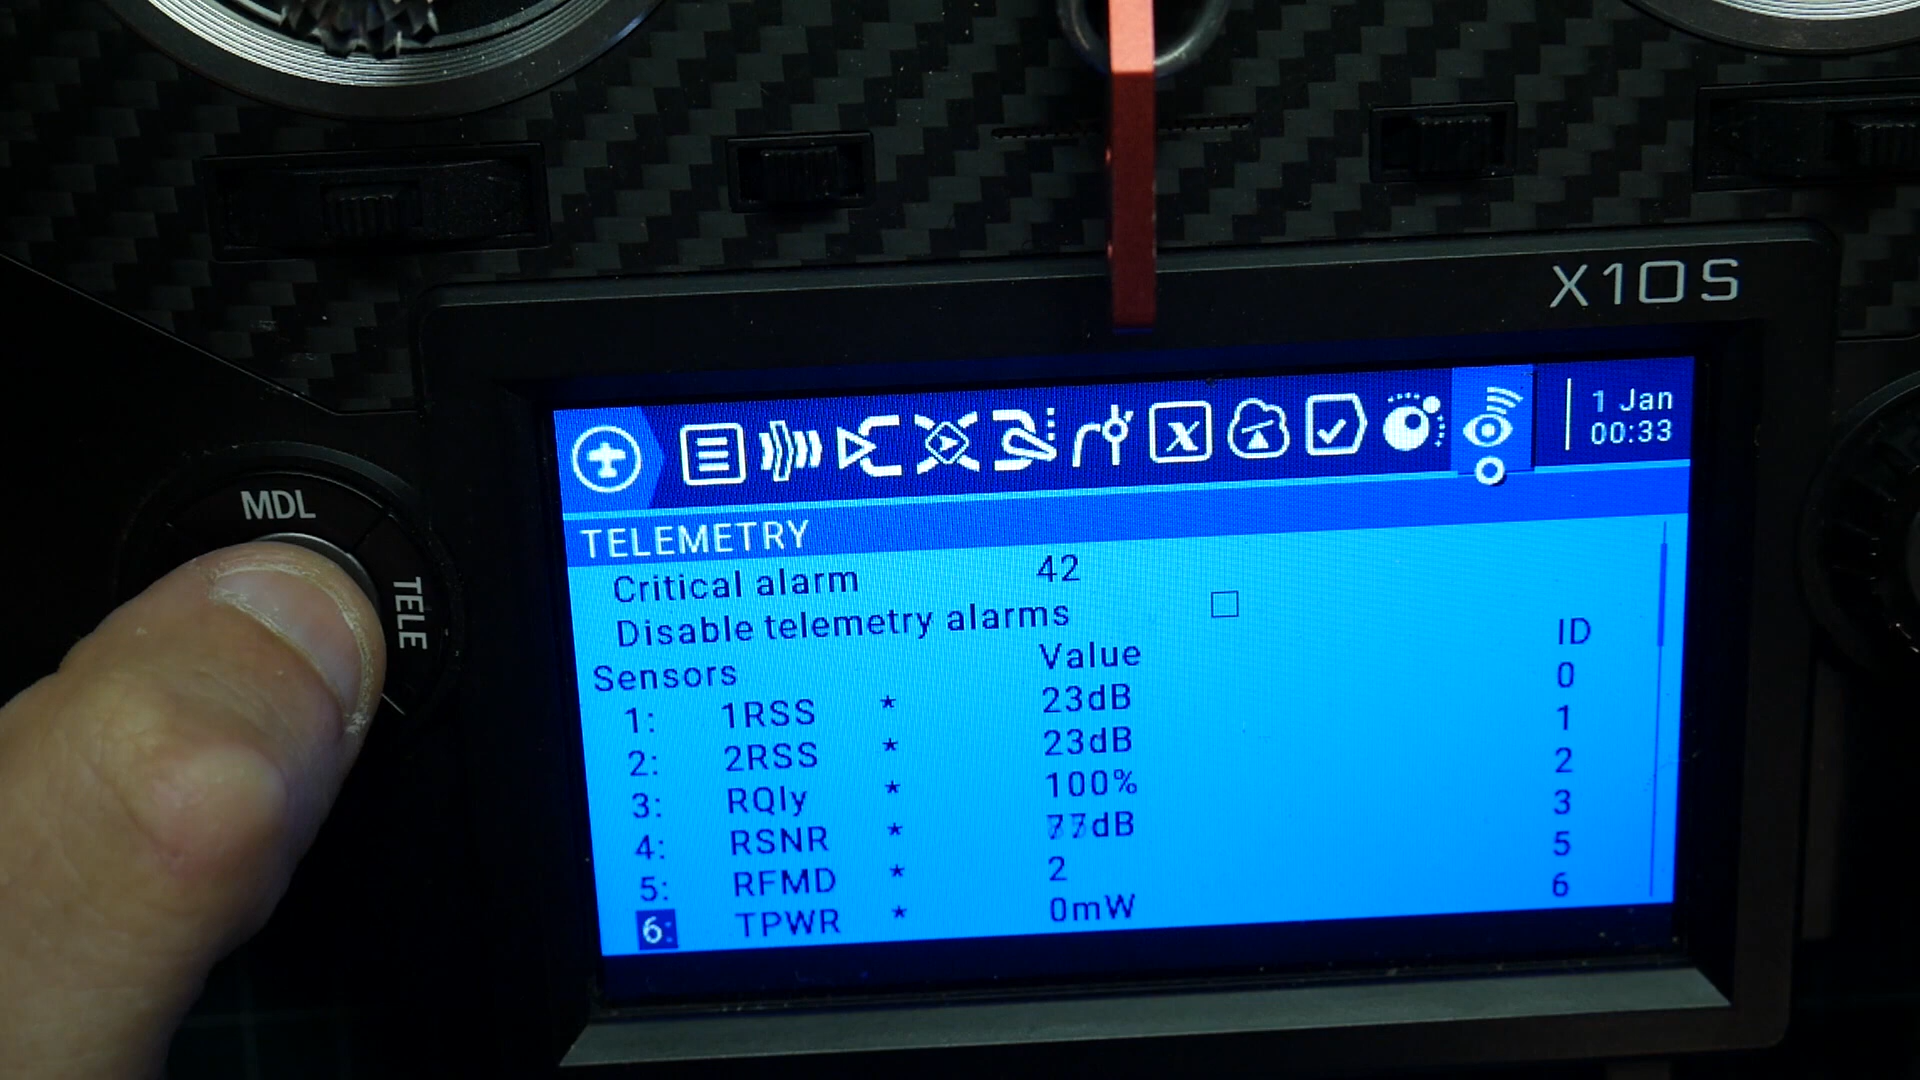 X10S
1 Jan
00:33
MDL
TELE
TELEMETRY
Critical alarm 42
Disable telemetry alarms
Sensors Value ID
1: 1RSS * 23dB 0
2: 2RSS * 23dB 1
3: RQly * 100% 2
4: RSNR * dB 3
5: RFMD * 2 5
6: TPWR * 0mW 6